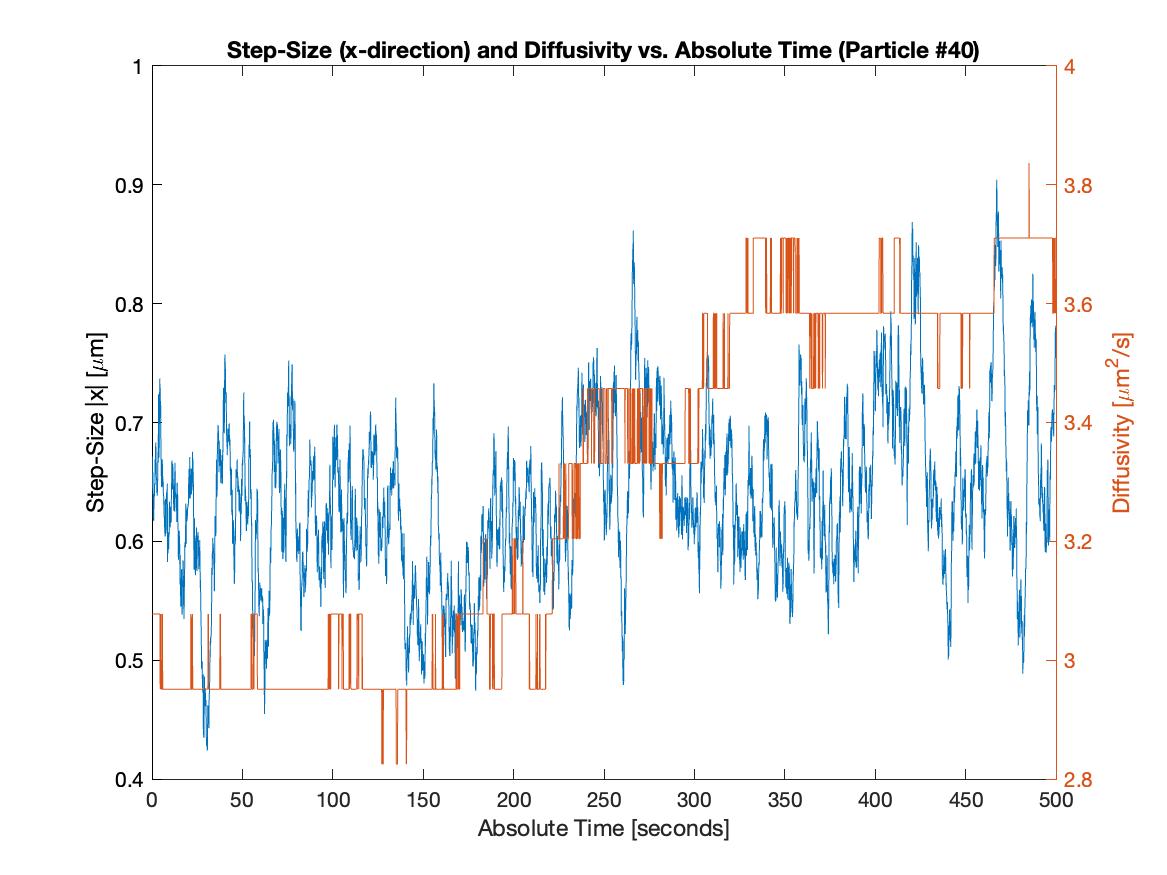 Step-Size (x-direction) and Diffusivity vs. Absolute Time (Particle #40)
1
0.9
0.8
0.7
0.6
0.5
0.4
Step-Size |x| [μm]
4
3.8
3.6
3.4
3.2
3
2.8
Diffusivity [μm²/s]
0 50 100 150 200 250 300 350 400 450 500
Absolute Time [seconds]